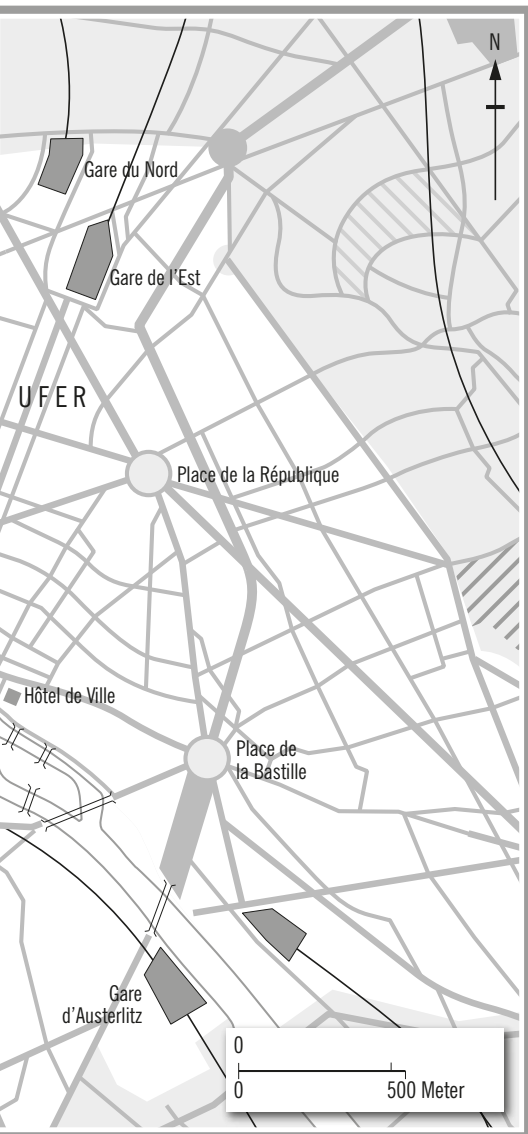 N
Gare du Nord
Gare de l'Est
UFER
Place de la République
Hôtel de Ville
Place de
la Bastille
Gare
d'Austerlitz
0
0 500 Meter